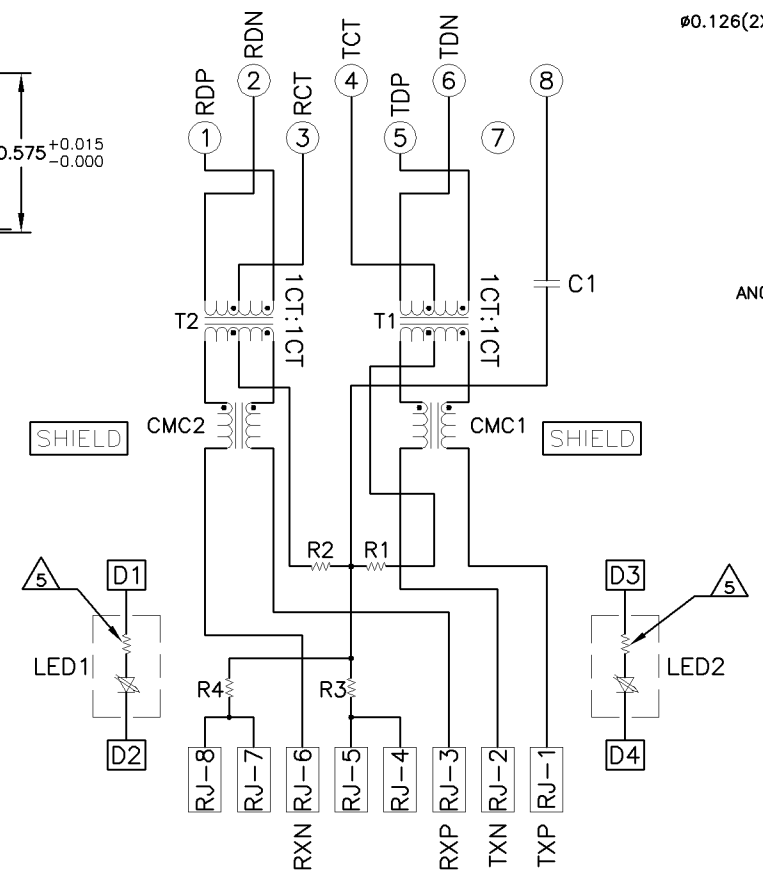 ø0.126(2X
RDN
TCT
TDN
RDP
RCT
TDP
2
4
6
8
1
3
5
7
0.575 +0.015
-0.000
1CT:1CT
1CT:1CT
C1
T2
T1
CMC2
CMC1
SHIELD
SHIELD
R2
R1
5
D1
D3
5
LED1
LED2
R4
R3
D2
D4
RJ-8
RJ-7
RJ-6
RJ-5
RJ-4
RJ-3
RJ-2
RJ-1
RXN
RXP
TXN
TXP